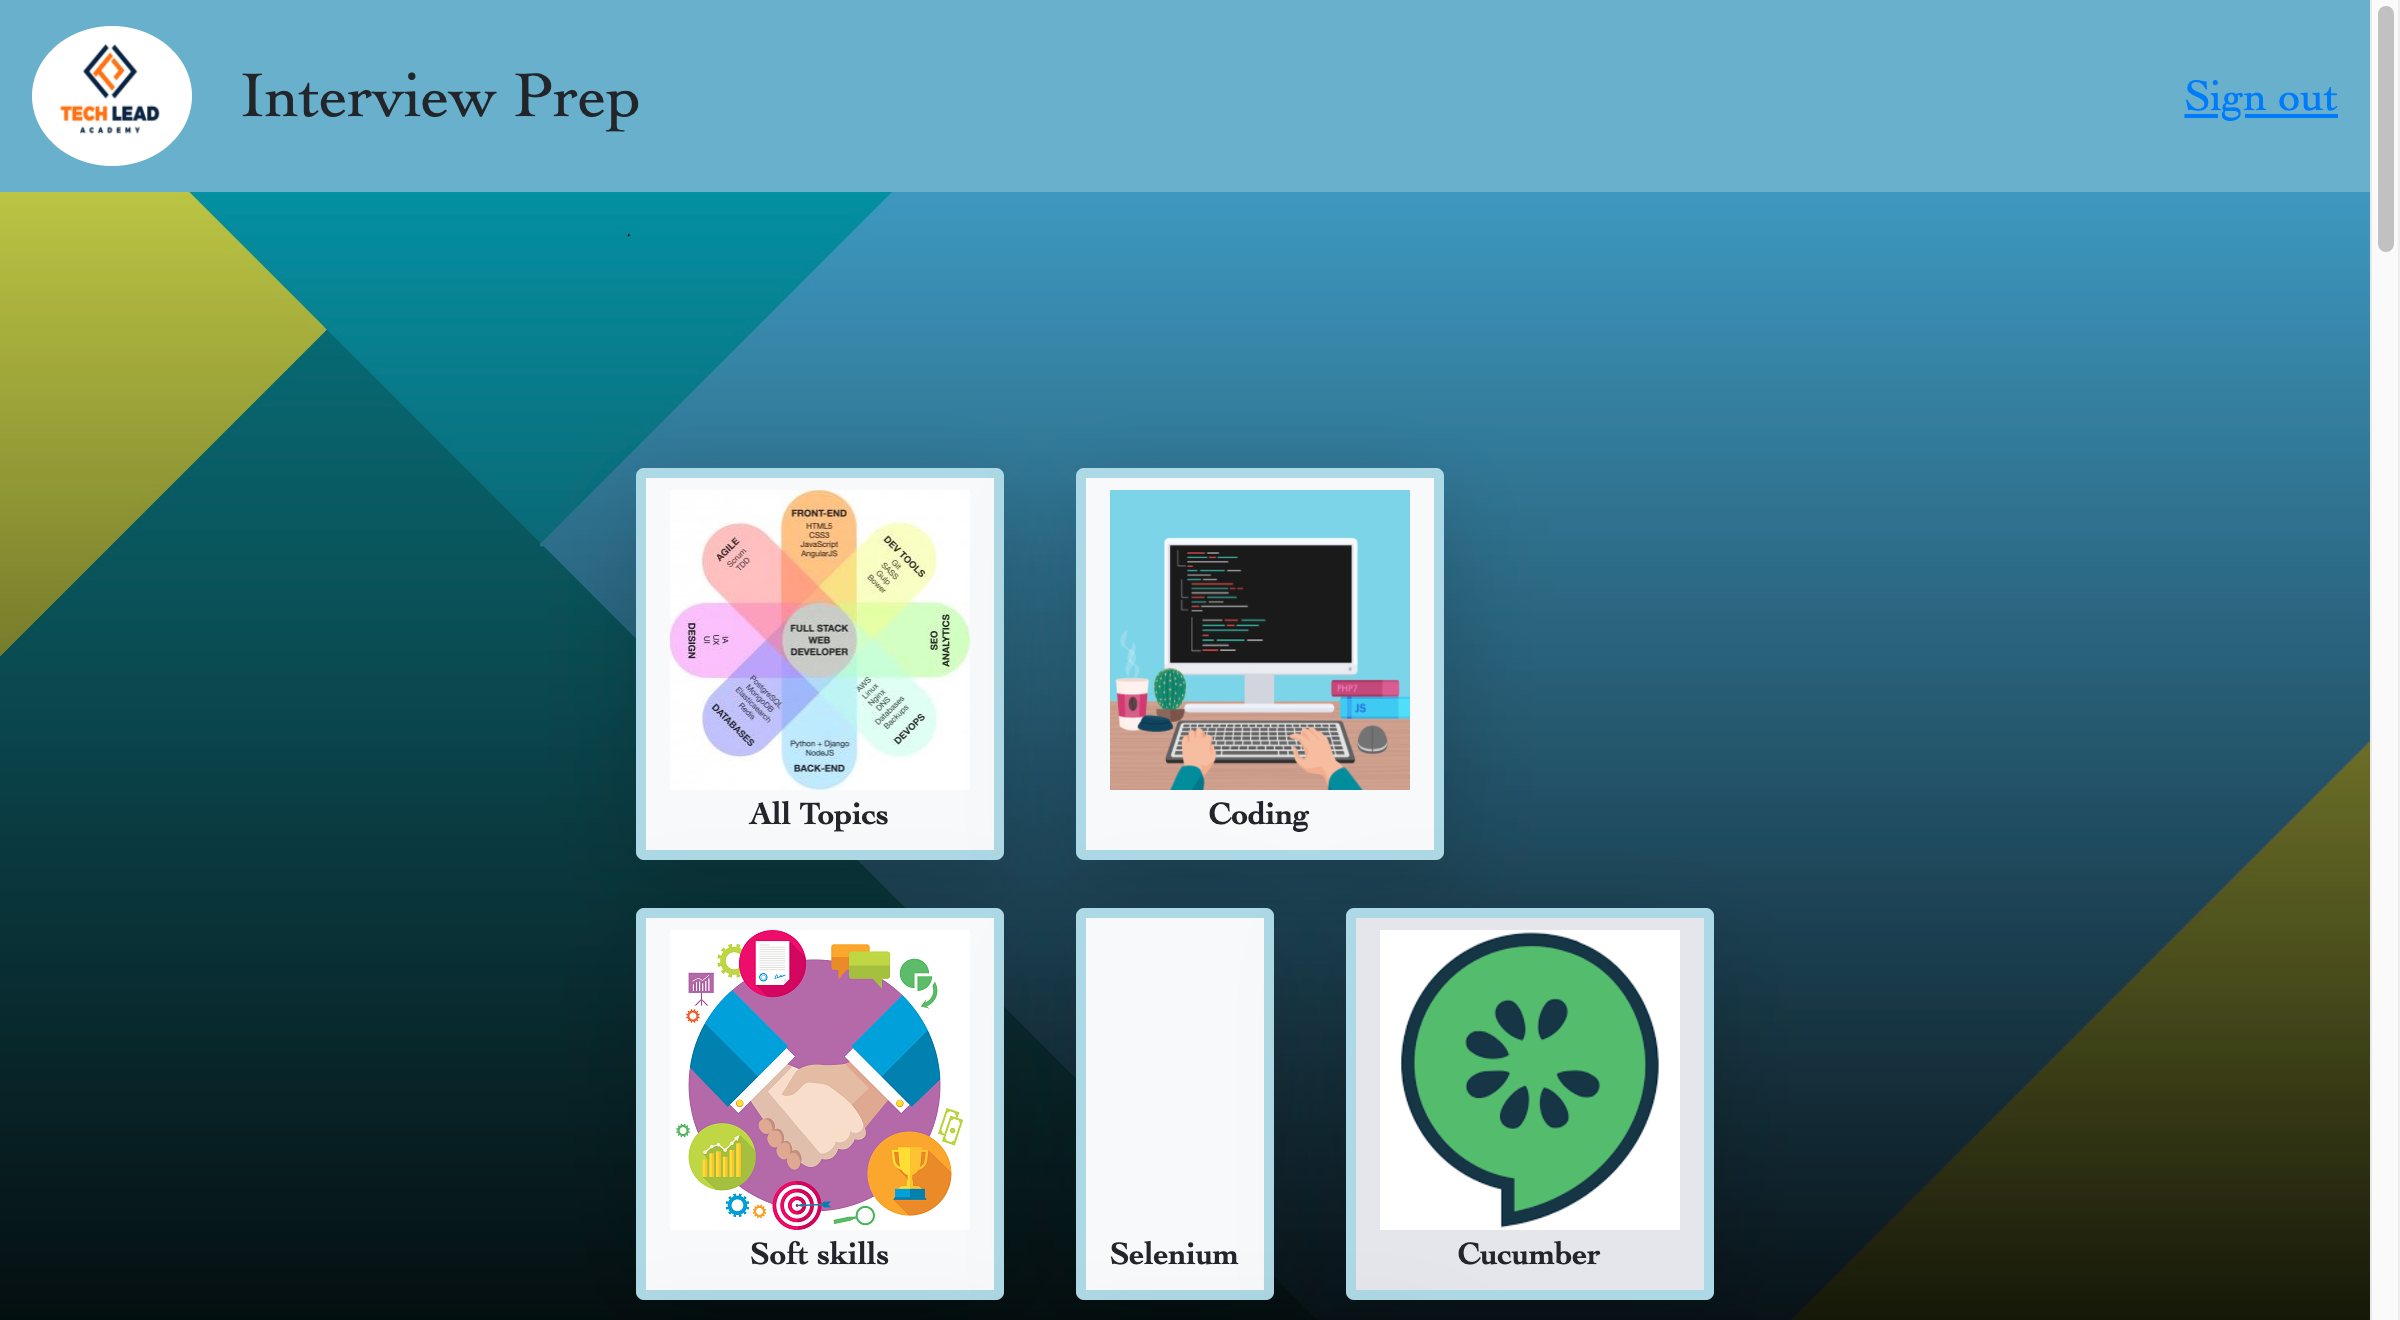 TECH LEAD
ACADEMY
Interview Prep
Sign out
FRONT-END
HTML5
CSS3
JavaScript
AngularJS
DEV TOOLS
Git
SASS
Gulp
Bower
AGILE
Scrum
TDD
SEO
ANALYTICS
FULL STACK
WEB
DEVELOPER
DESIGN
IA
UX
UI
AWS
Linux
Nginx
DNS
Databases
Backups
DEVOPS
PostgreSQL
MongoDB
Elasticsearch
Redis
DATABASES
Python + Django
NodeJS
BACK-END
All Topics
PHP7
JS
Coding
Soft skills
Selenium
Cucumber